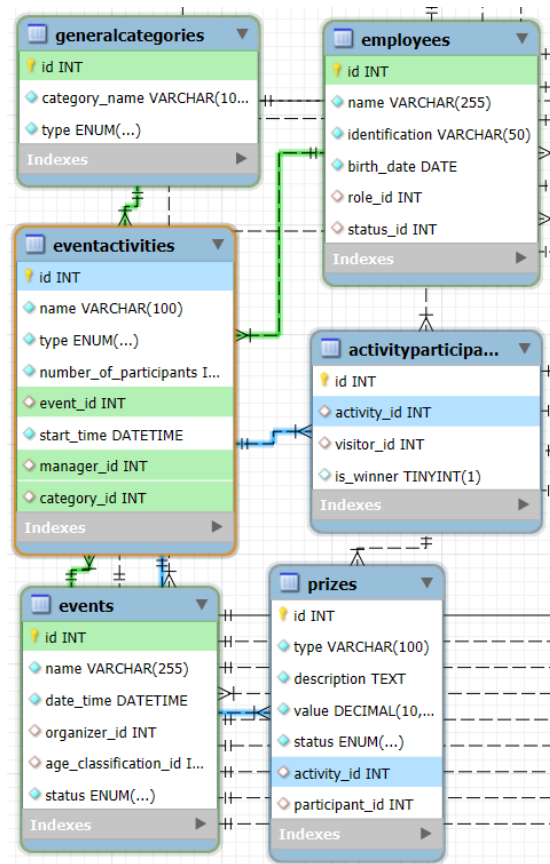 generalcategories
id INT
category_name VARCHAR(10...
type ENUM(...)
Indexes
employees
id INT
name VARCHAR(255)
identification VARCHAR(50)
birth_date DATE
role_id INT
status_id INT
Indexes
eventactivities
id INT
name VARCHAR(100)
type ENUM(...)
number_of_participants I...
event_id INT
start_time DATETIME
manager_id INT
category_id INT
Indexes
activityparticipa...
id INT
activity_id INT
visitor_id INT
is_winner TINYINT(1)
Indexes
events
id INT
name VARCHAR(255)
date_time DATETIME
organizer_id INT
age_classification_id I...
status ENUM(...)
Indexes
prizes
id INT
type VARCHAR(100)
description TEXT
value DECIMAL(10,...
status ENUM(...)
activity_id INT
participant_id INT
Indexes